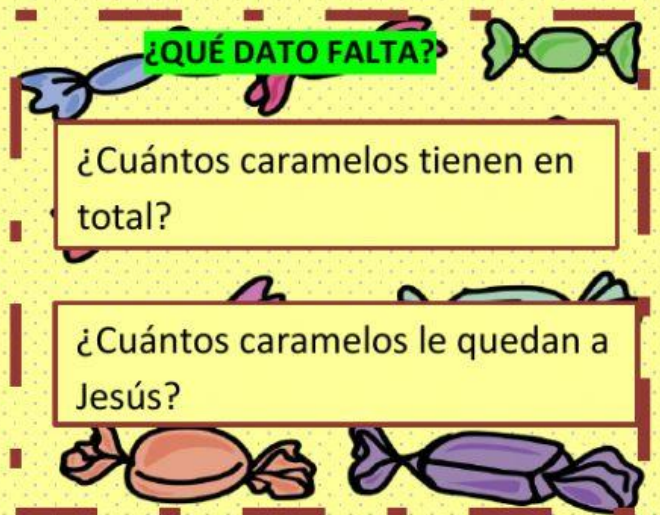 ¿QUÉ DATO FALTA?
¿Cuántos caramelos tienen en
total?
¿Cuántos caramelos le quedan a
Jesús?